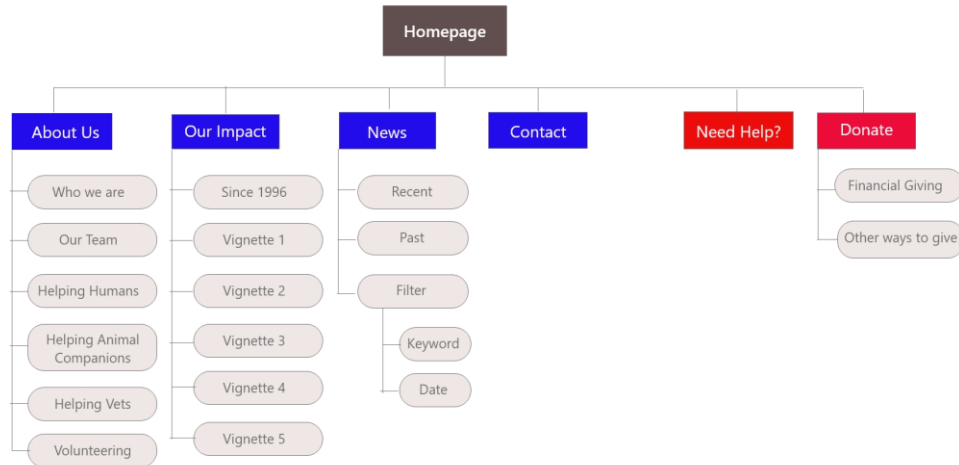 Homepage
About Us
Our Impact
News
Contact
Need Help?
Donate
Who we are
Our Team
Helping Humans
Helping Animal
Companions
Helping Vets
Volunteering
Since 1996
Vignette 1
Vignette 2
Vignette 3
Vignette 4
Vignette 5
Recent
Past
Filter
Keyword
Date
Financial Giving
Other ways to give